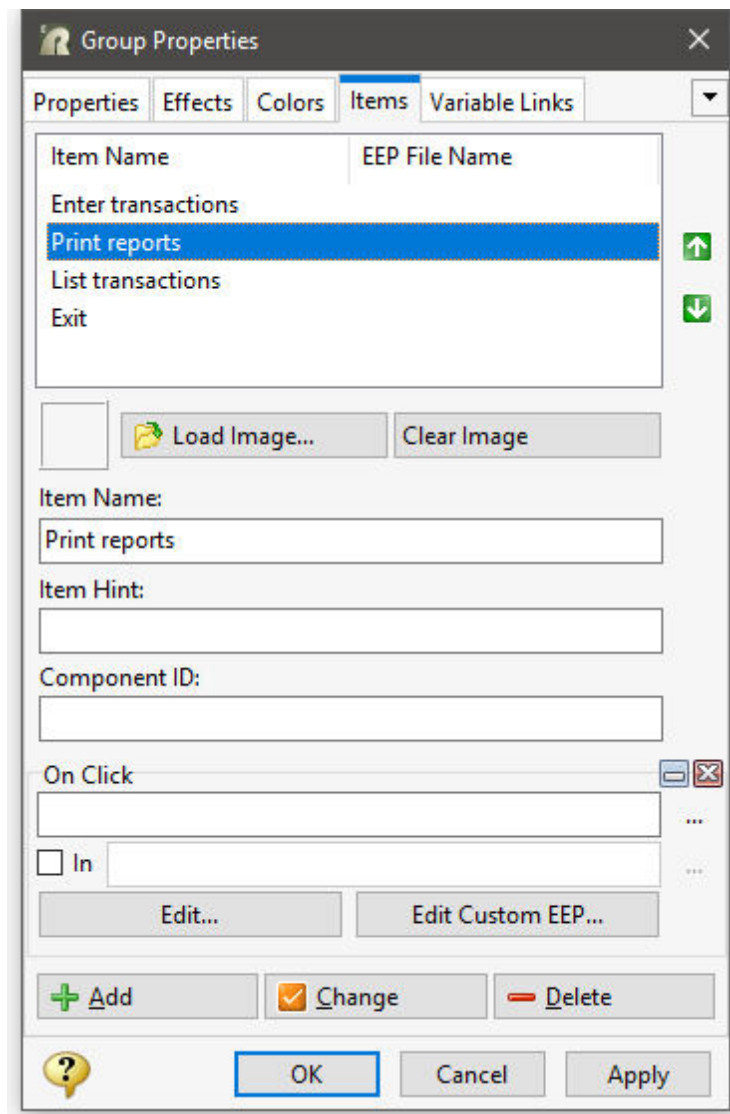 Group Properties
Properties Effects Colors Items Variable Links
Item Name EEP File Name
Enter transactions
Print reports
List transactions
Exit
Load Image... Clear Image
Item Name:
Print reports
Item Hint:
Component ID:
On Click
...
In ...
Edit... Edit Custom EEP...
Add Change Delete
? OK Cancel Apply